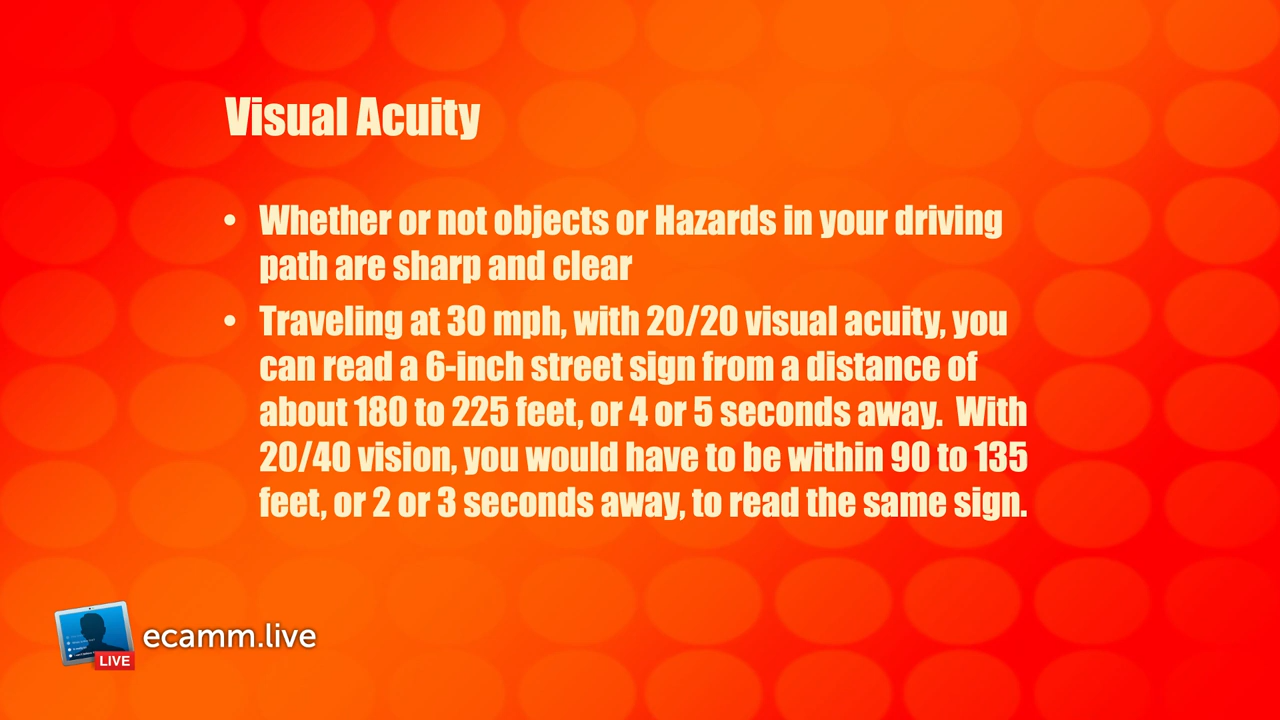 Visual Acuity
• Whether or not objects or Hazards in your driving
path are sharp and clear
• Traveling at 30 mph, with 20/20 visual acuity, you
can read a 6-inch street sign from a distance of
about 180 to 225 feet, or 4 or 5 seconds away.  With
20/40 vision, you would have to be within 90 to 135
feet, or 2 or 3 seconds away, to read the same sign.
ecamm.live
LIVE